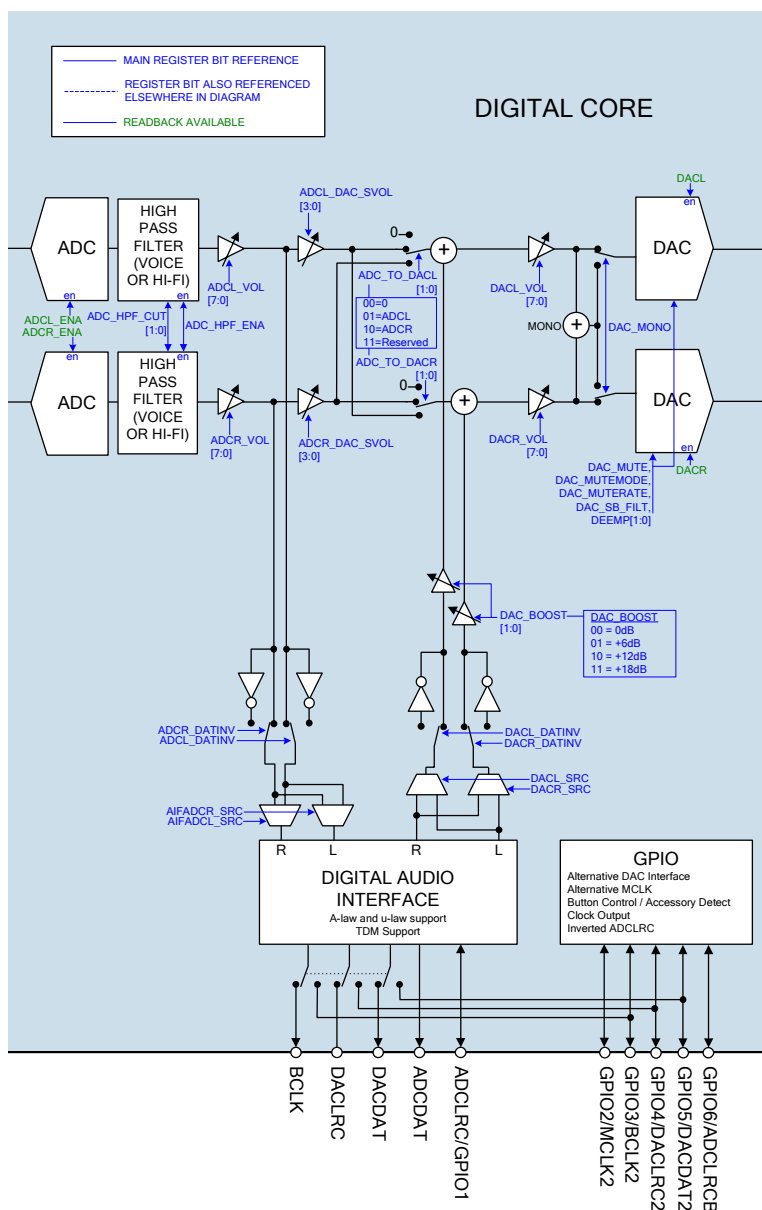 MAIN REGISTER BIT REFERENCE
REGISTER BIT ALSO REFERENCED
ELSEWHERE IN DIAGRAM
READBACK AVAILABLE
DIGITAL CORE
ADC
HIGH
PASS
FILTER
(VOICE
OR HI-FI)
en
ADCL_DAC_SVOL
[3:0]
ADCL_VOL
[7:0]
0
ADC_TO_DACL
[1:0]
00=0
01=ADCL
10=ADCR
11=Reserved
ADC_TO_DACR
[1:0]
+
DACL_VOL
[7:0]
DACL
en
DAC
MONO
+
DAC_MONO
ADCL_ENA
ADCR_ENA
ADC_HPF_CUT
[1:0]
ADC_HPF_ENA
en
en
ADC
HIGH
PASS
FILTER
(VOICE
OR HI-FI)
ADCR_VOL
[7:0]
ADCR_DAC_SVOL
[3:0]
0
+
DACR_VOL
[7:0]
DAC
en
DACR
DAC_MUTE,
DAC_MUTEMODE,
DAC_MUTERATE,
DAC_SB_FILT,
DEEMP[1:0]
DAC_BOOST
[1:0]
DAC_BOOST
00 = 0dB
01 = +6dB
10 = +12dB
11 = +18dB
ADCR_DATINV
ADCL_DATINV
DACL_DATINV
DACR_DATINV
DACL_SRC
DACR_SRC
AIFADCR_SRC
AIFADCL_SRC
R
L
R
L
DIGITAL AUDIO
INTERFACE
A-law and u-law support
TDM Support
GPIO
Alternative DAC Interface
Alternative MCLK
Button Control / Accessory Detect
Clock Output
Inverted ADCLRC
BCLK
DACLRC
DACDAT
ADCDAT
ADCLRC/GPIO1
GPIO2/MCLK2
GPIO3/BCLK2
GPIO4/DACLRC2
GPIO5/DACDAT2
GPIO6/ADCLRCB